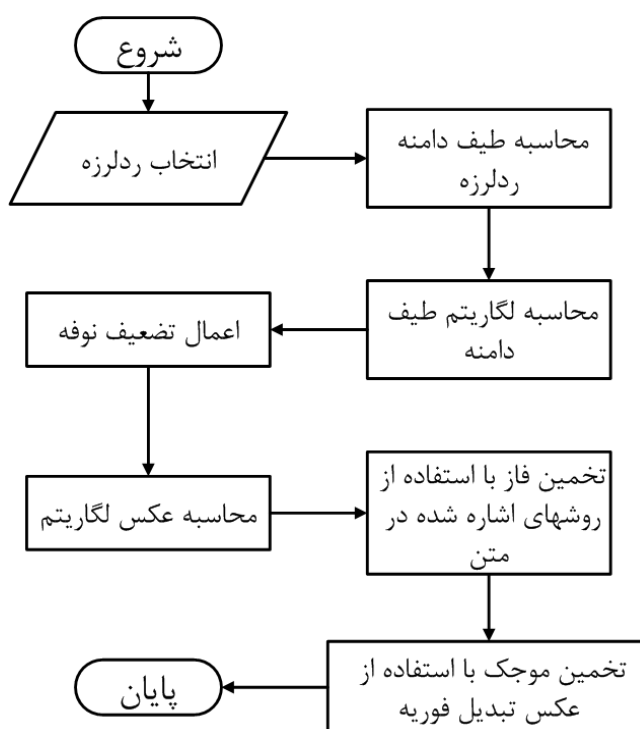 شروع
انتخاب ردلرزه
محاسبه طیف دامنه
ردلرزه
محاسبه لگاریتم طیف
دامنه
اعمال تضعیف نوفه
محاسبه عکس لگاریتم
تخمین فاز با استفاده از
روشهای اشاره شده در
متن
تخمین موجک با استفاده از
عکس تبدیل فوریه
پایان